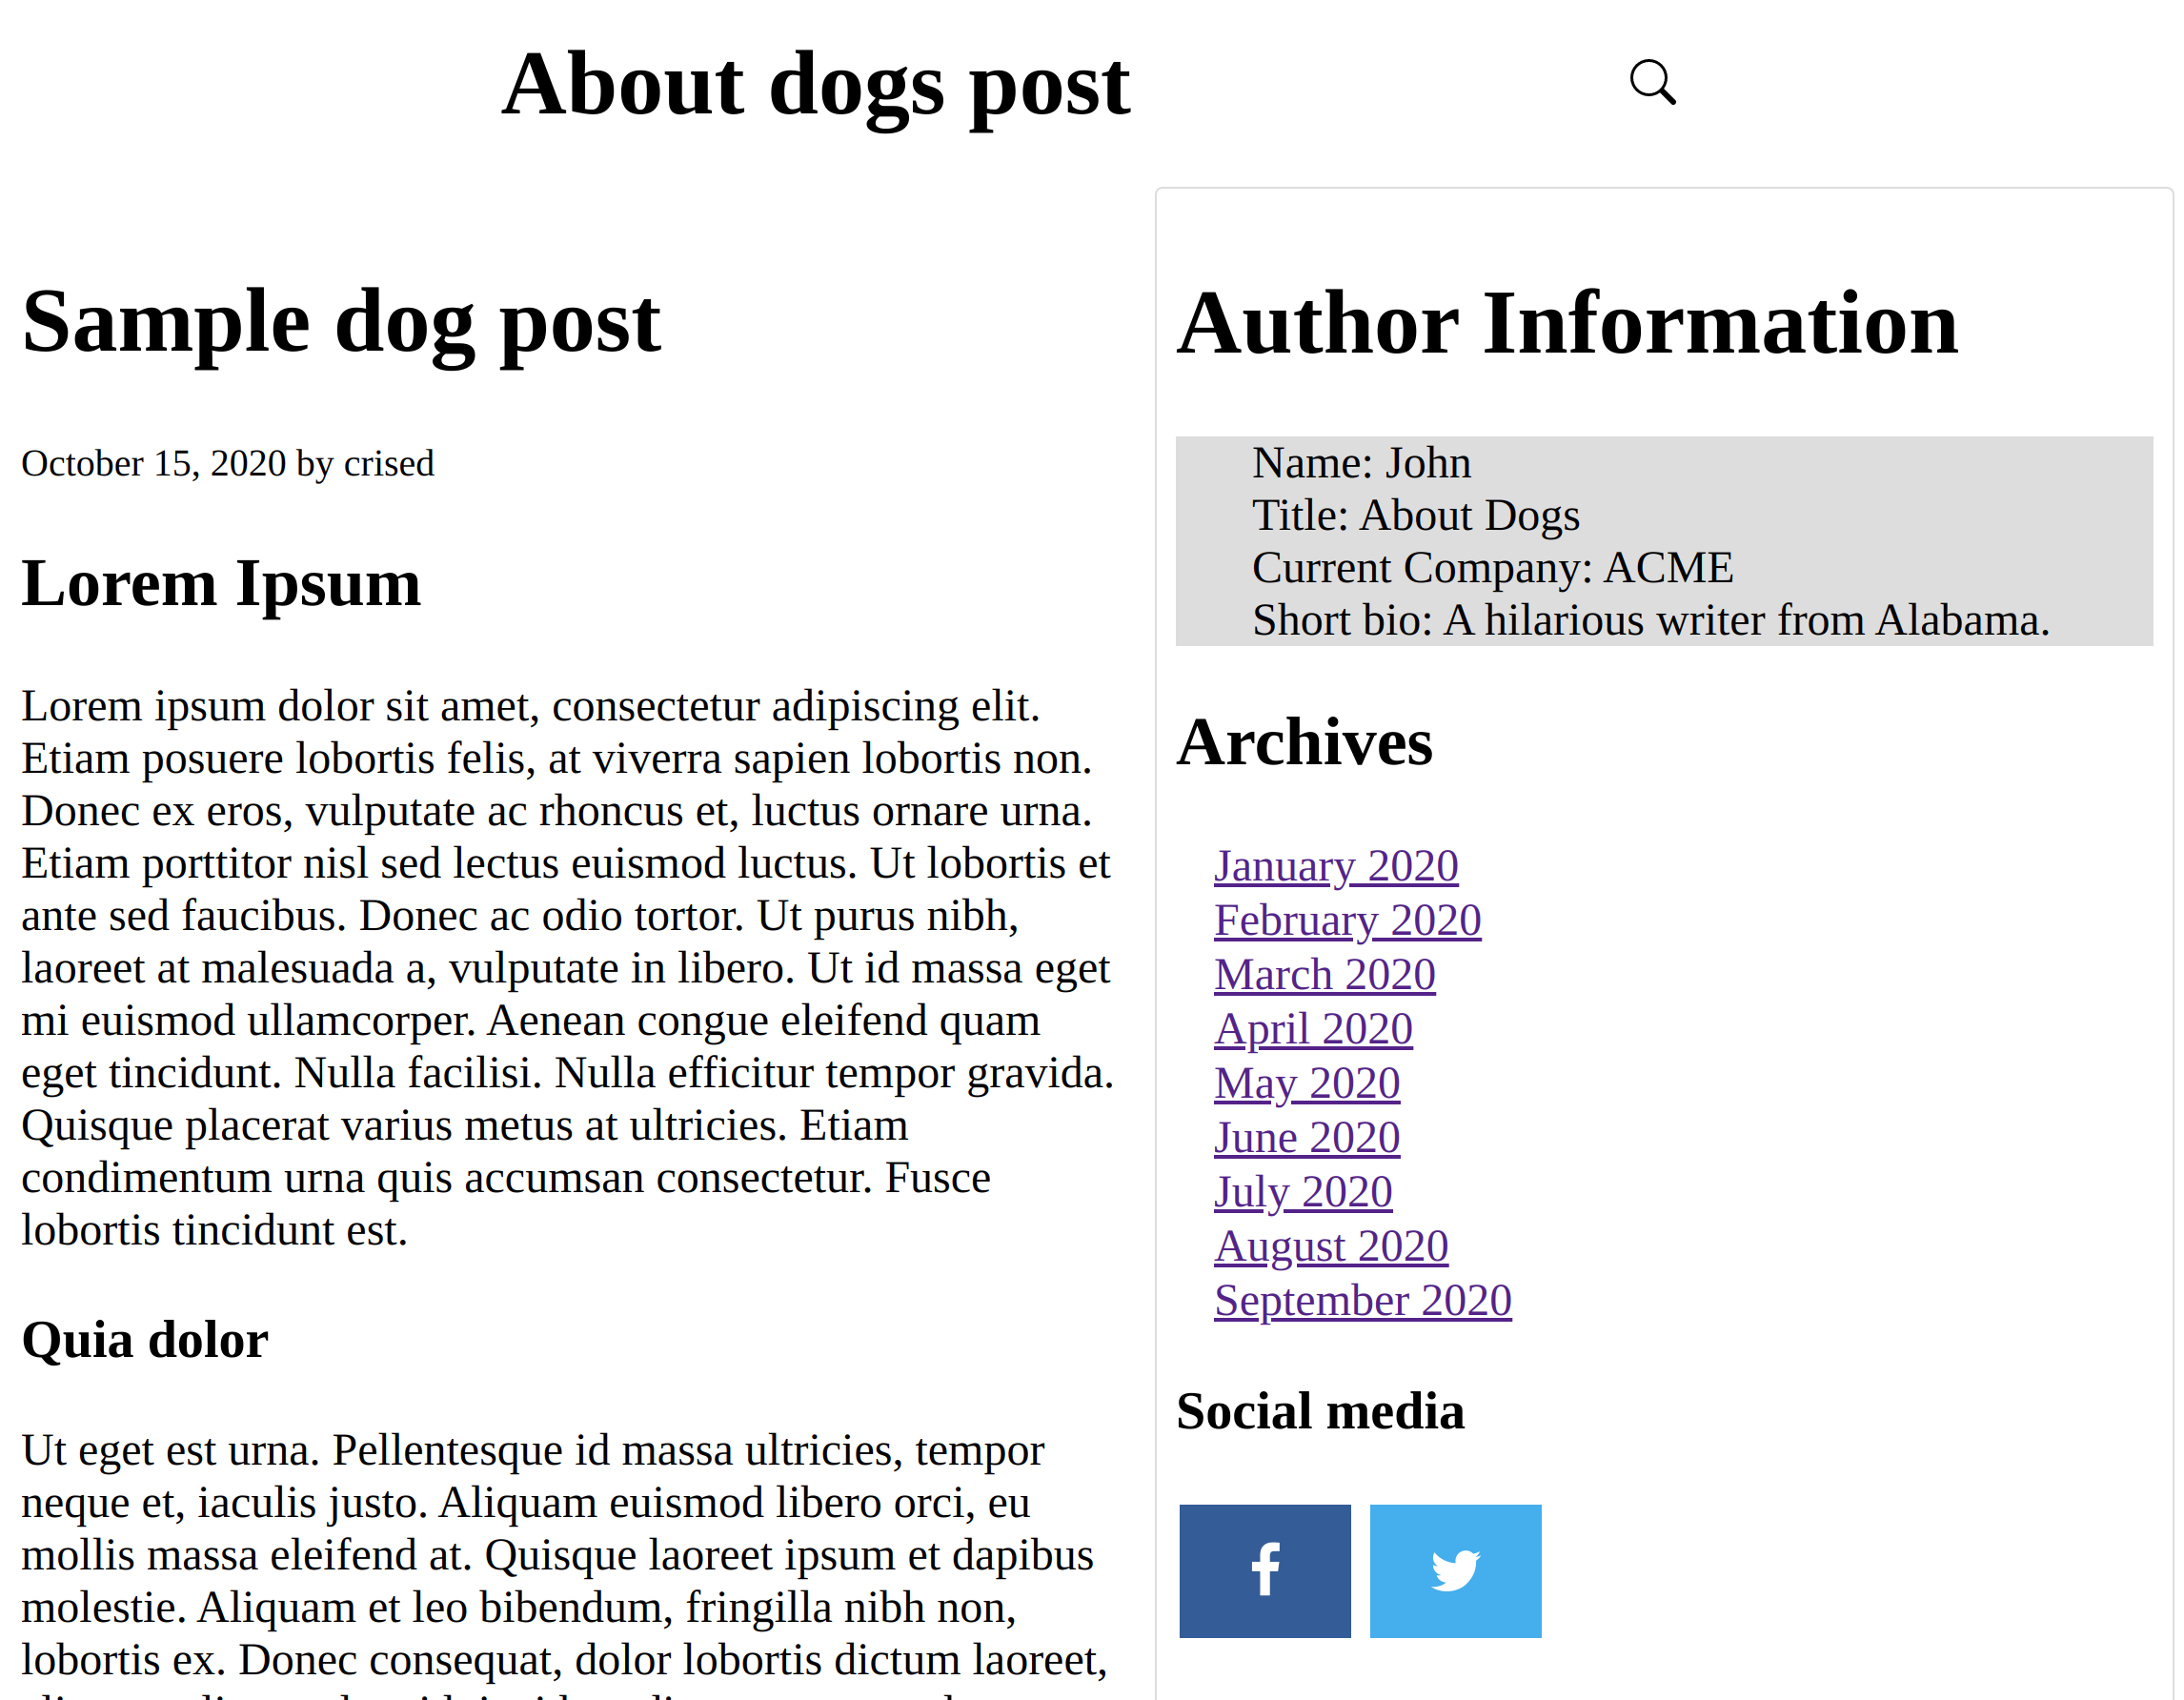 About dogs post
Sample dog post
October 15, 2020 by crised
Lorem Ipsum
Lorem ipsum dolor sit amet, consectetur adipiscing elit.
Etiam posuere lobortis felis, at viverra sapien lobortis non.
Donec ex eros, vulputate ac rhoncus et, luctus ornare urna.
Etiam porttitor nisl sed lectus euismod luctus. Ut lobortis et
ante sed faucibus. Donec ac odio tortor. Ut purus nibh,
laoreet at malesuada a, vulputate in libero. Ut id massa eget
mi euismod ullamcorper. Aenean congue eleifend quam
eget tincidunt. Nulla facilisi. Nulla efficitur tempor gravida.
Quisque placerat varius metus at ultricies. Etiam
condimentum urna quis accumsan consectetur. Fusce
lobortis tincidunt est.
Quia dolor
Ut eget est urna. Pellentesque id massa ultricies, tempor
neque et, iaculis justo. Aliquam euismod libero orci, eu
mollis massa eleifend at. Quisque laoreet ipsum et dapibus
molestie. Aliquam et leo bibendum, fringilla nibh non,
lobortis ex. Donec consequat, dolor lobortis dictum laoreet,
Author Information
Name: John
Title: About Dogs
Current Company: ACME
Short bio: A hilarious writer from Alabama.
Archives
January 2020
February 2020
March 2020
April 2020
May 2020
June 2020
July 2020
August 2020
September 2020
Social media